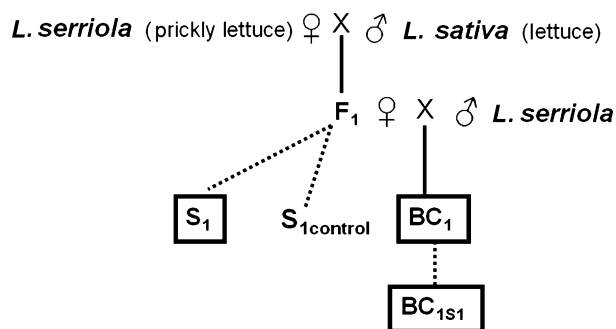 L. serriola (prickly lettuce) ♀ X ♂ L. sativa (lettuce)
F₁ ♀ X ♂ L. serriola
S₁ S₁control BC₁
BC₁S₁